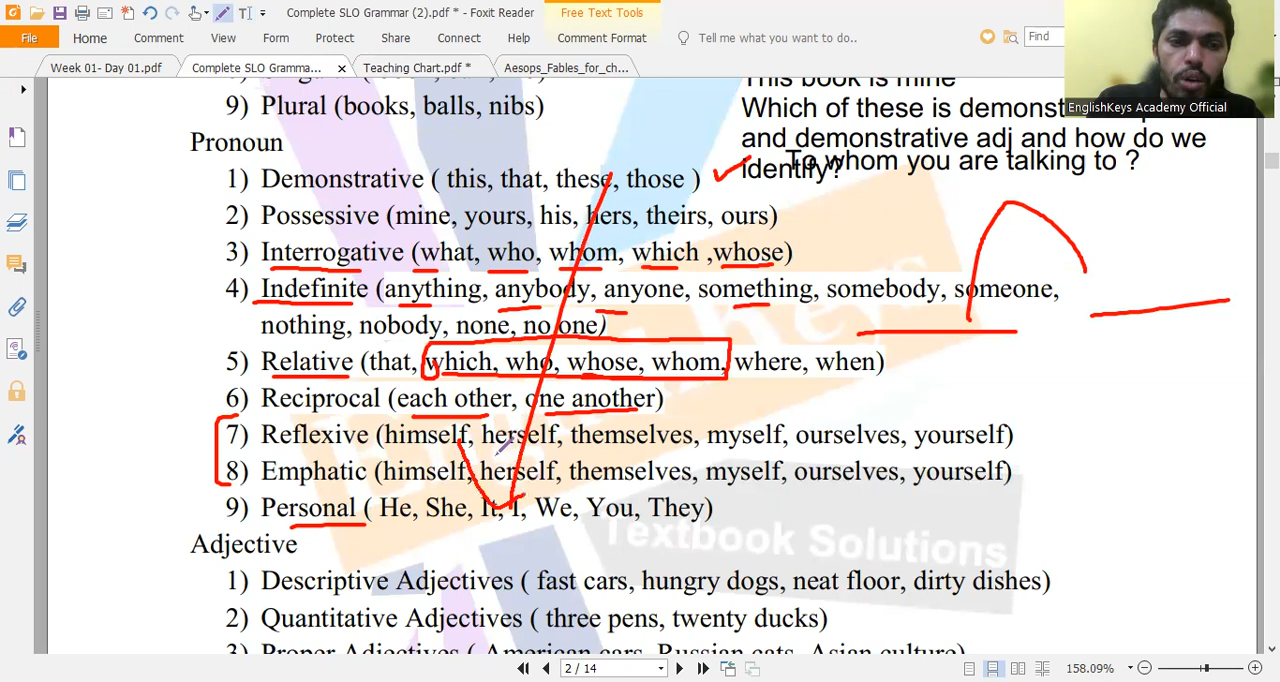 Complete SLO Grammar (2).pdf * - Foxit Reader
Free Text Tools
File Home Comment View Form Protect Share Connect Help Comment Format Tell me what you want to do.. Find
Week 01- Day 01.pdf Complete SLO Gramma... Teaching Chart.pdf * Aesops_Fables_for_ch...
EnglishKeys Academy Official
This book is mine
9) Plural (books, balls, nibs)
Which of these is demonst
Pronoun
and demonstrative adj and how do we
identify?
To whom you are talking to ?
1) Demonstrative ( this, that, these, those )
2) Possessive (mine, yours, his, hers, theirs, ours)
3) Interrogative (what, who, whom, which ,whose)
4) Indefinite (anything, anybody, anyone, something, somebody, someone,
nothing, nobody, none, no one)
5) Relative (that, which, who, whose, whom, where, when)
6) Reciprocal (each other, one another)
7) Reflexive (himself, herself, themselves, myself, ourselves, yourself)
8) Emphatic (himself, herself, themselves, myself, ourselves, yourself)
9) Personal ( He, She, It, I, We, You, They)
Textbook Solutions
Adjective
1) Descriptive Adjectives ( fast cars, hungry dogs, neat floor, dirty dishes)
2) Quantitative Adjectives ( three pens, twenty ducks)
3) Proper Adjectives ( American cars, Russian cats, Asian culture)
2 / 14
158.09%